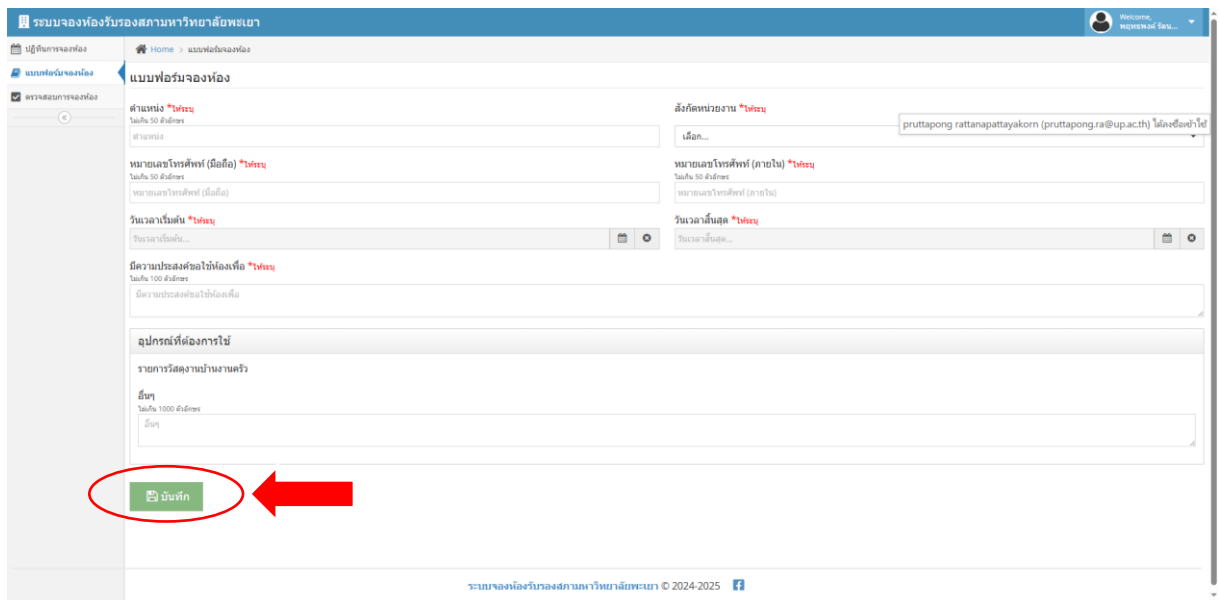 ระบบจองห้องรับรองสภามหาวิทยาลัยพะเยา
Welcome,
พฤทธพงค์ รัตน...
ปฏิทินการจองห้อง
แบบฟอร์มจองห้อง
ตรวจสอบการจองห้อง
Home > แบบฟอร์มจองห้อง
แบบฟอร์มจองห้อง
ตำแหน่ง *ให้ระบุ
ไม่เกิน 50 ตัวอักษร
ตำแหน่ง
สังกัดหน่วยงาน *ให้ระบุ
เลือก...
pruttapong rattanapattayakorn (pruttapong.ra@up.ac.th) ได้ลงชื่อเข้าใช้
หมายเลขโทรศัพท์ (มือถือ) *ให้ระบุ
ไม่เกิน 50 ตัวอักษร
หมายเลขโทรศัพท์ (มือถือ)
หมายเลขโทรศัพท์ (ภายใน) *ให้ระบุ
ไม่เกิน 50 ตัวอักษร
หมายเลขโทรศัพท์ (ภายใน)
วันเวลาเริ่มต้น *ให้ระบุ
วันเวลาเริ่มต้น...
วันเวลาสิ้นสุด *ให้ระบุ
วันเวลาสิ้นสุด...
มีความประสงค์ขอใช้ห้องเพื่อ *ให้ระบุ
ไม่เกิน 100 ตัวอักษร
มีความประสงค์ขอใช้ห้องเพื่อ
อุปกรณ์ที่ต้องการใช้
รายการวัสดุงานบ้านงานครัว
อื่นๆ
ไม่เกิน 1000 ตัวอักษร
อื่นๆ
บันทึก
ระบบจองห้องรับรองสภามหาวิทยาลัยพะเยา © 2024-2025